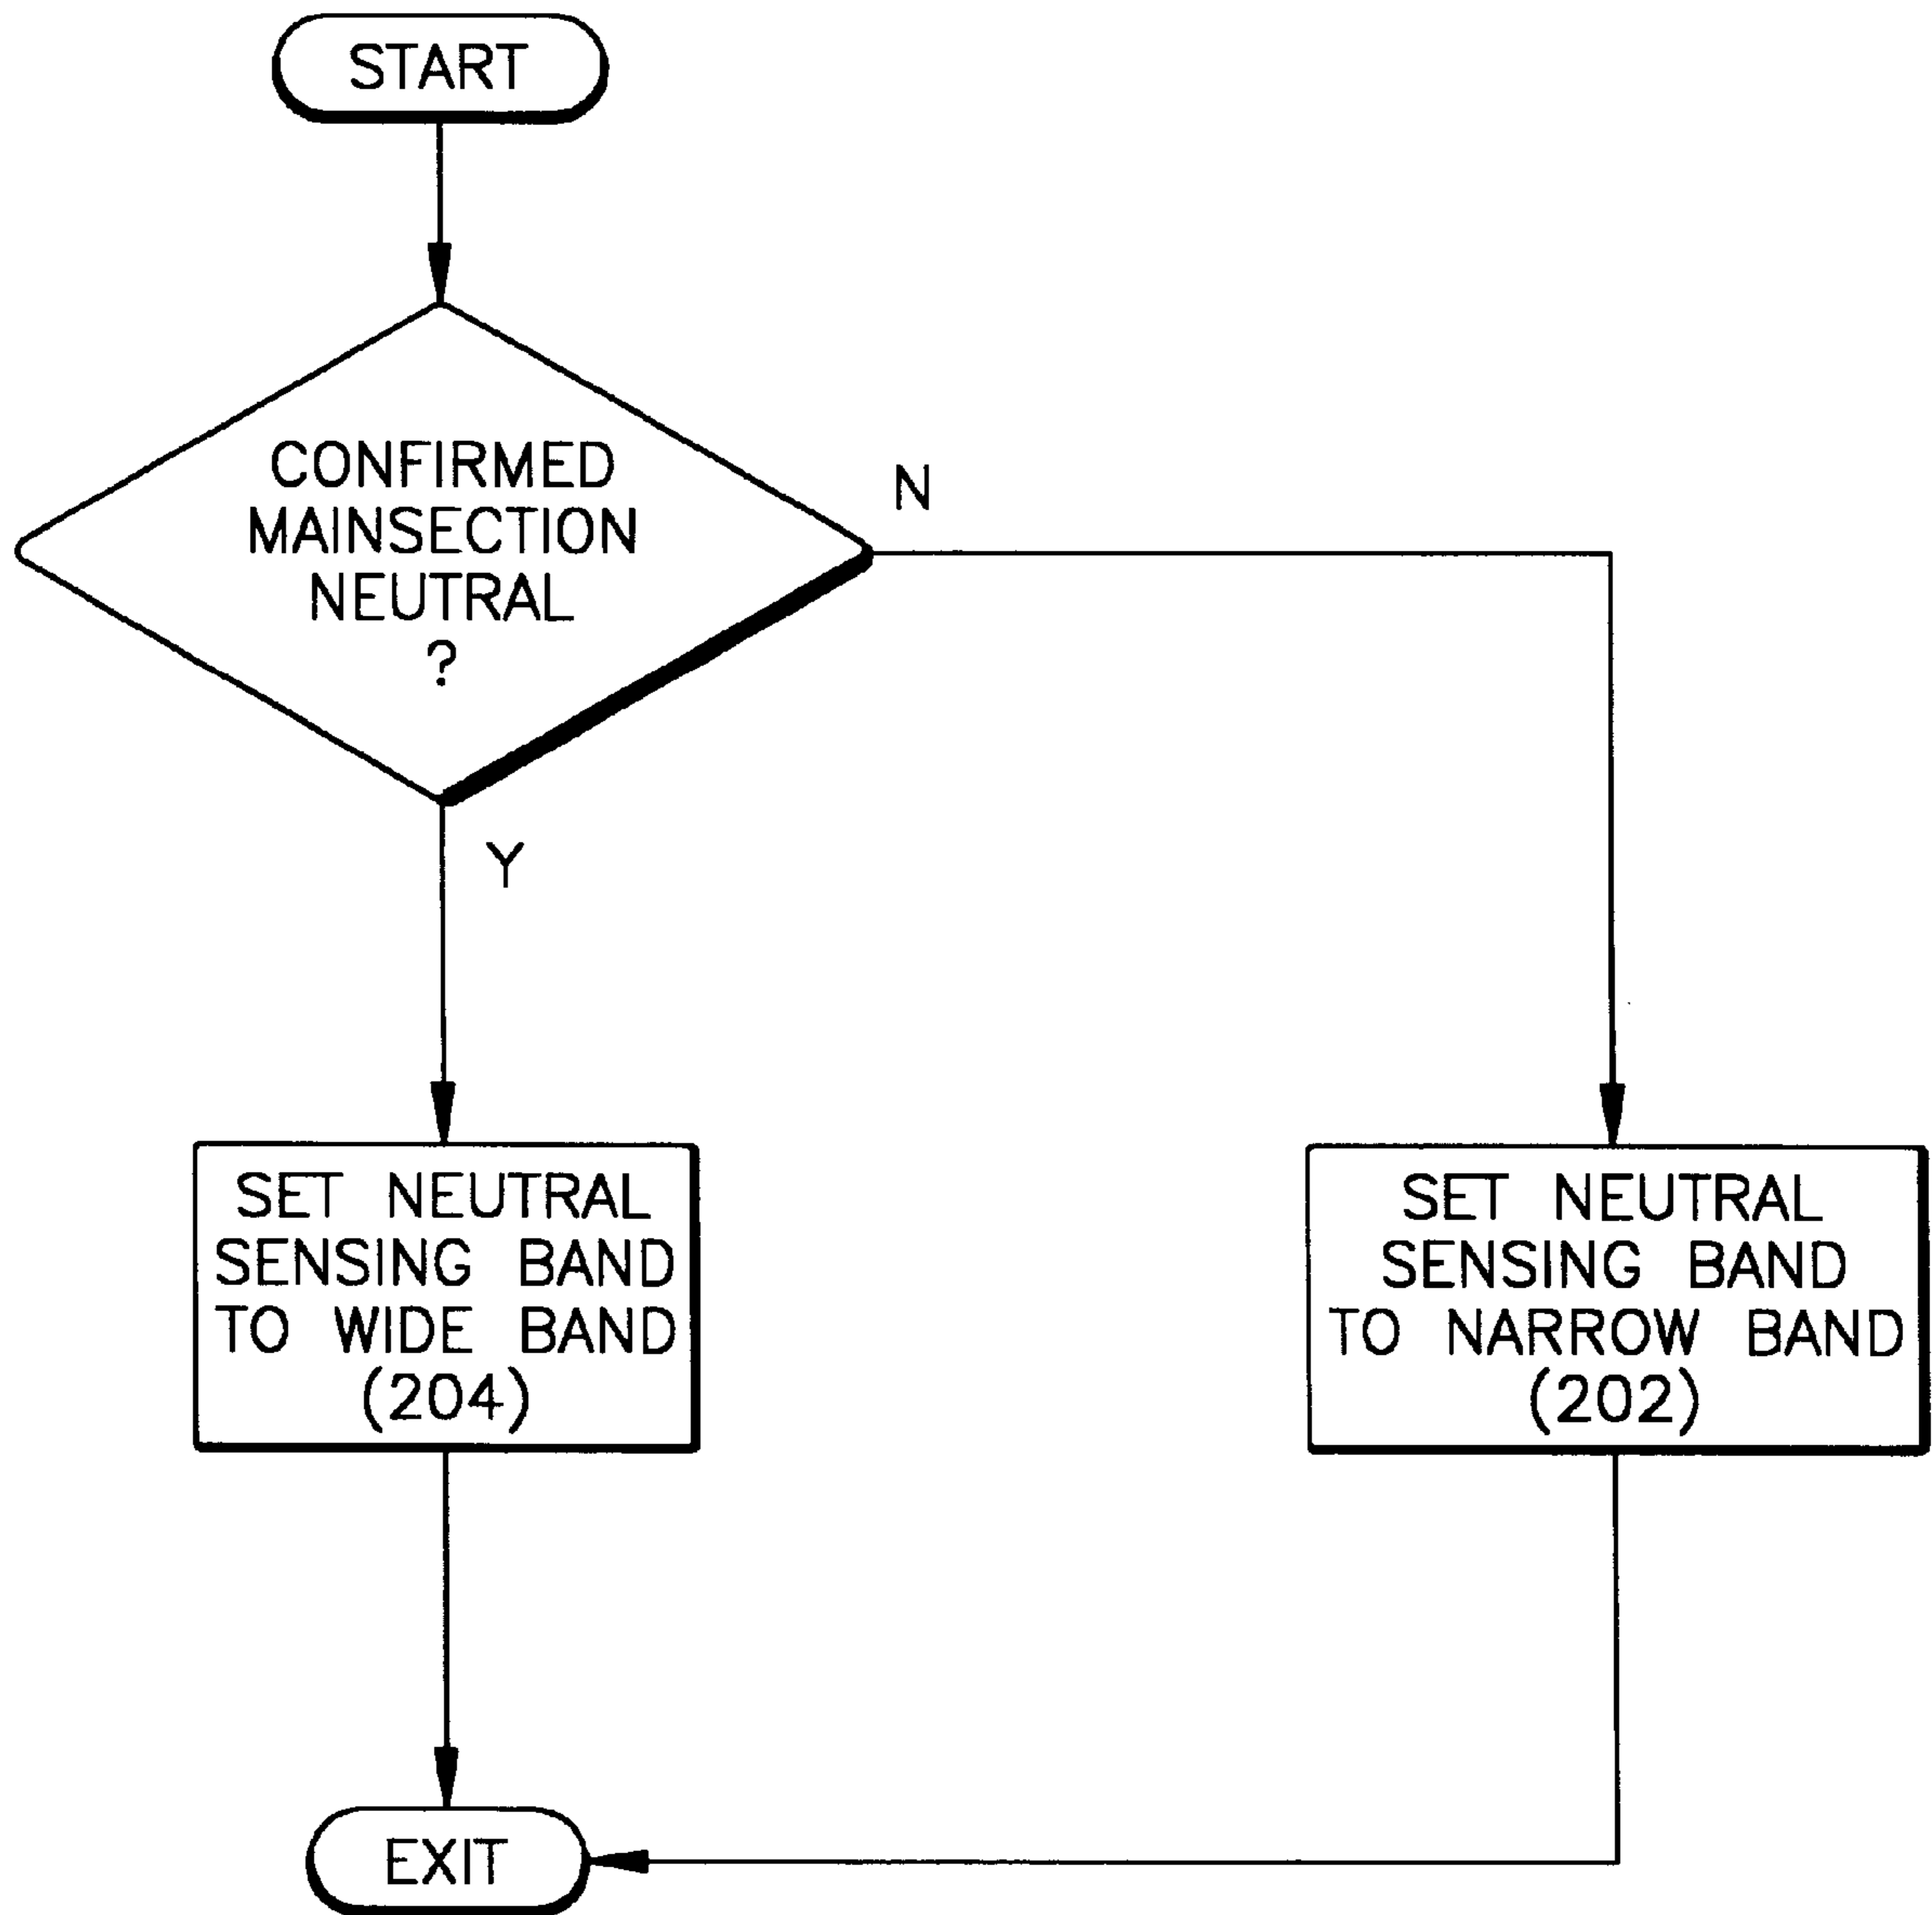 START
CONFIRMED
MAINSECTION
NEUTRAL
?
N
Y
SET NEUTRAL
SENSING BAND
TO WIDE BAND
(204)
SET NEUTRAL
SENSING BAND
TO NARROW BAND
(202)
EXIT